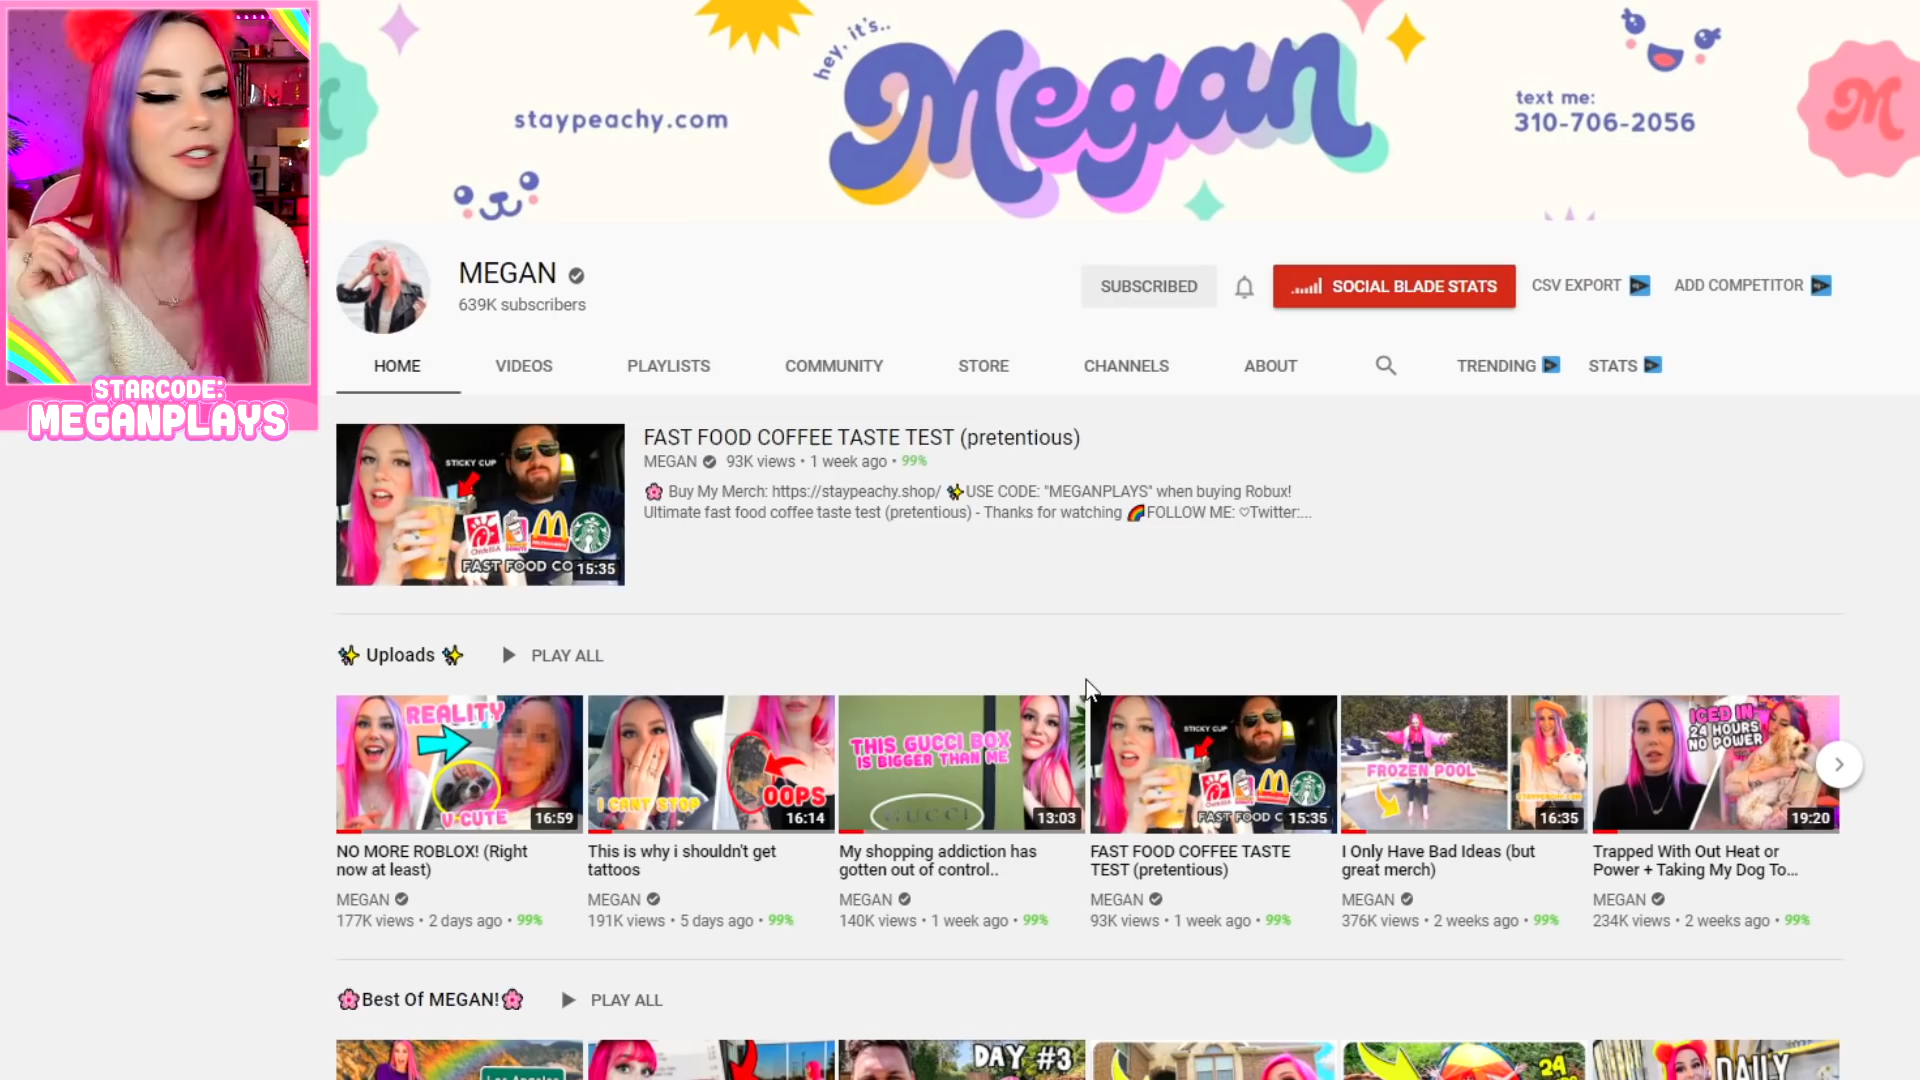 hey, it's..
Megan
staypeachy.com
text me:
310-706-2056
M
STARCODE:
MEGANPLAYS
MEGAN
639K subscribers
SUBSCRIBED
SOCIAL BLADE STATS
CSV EXPORT
ADD COMPETITOR
HOME
VIDEOS
PLAYLISTS
COMMUNITY
STORE
CHANNELS
ABOUT
TRENDING
STATS
STICKY CUP
FAST FOOD CO
15:35
FAST FOOD COFFEE TASTE TEST (pretentious)
MEGAN 93K views • 1 week ago • 99%
🌸 Buy My Merch: https://staypeachy.shop/ ✨USE CODE: "MEGANPLAYS" when buying Robux!
Ultimate fast food coffee taste test (pretentious) - Thanks for watching 🌈FOLLOW ME: ♡Twitter:...
✨ Uploads ✨
PLAY ALL
REALITY
V-CUTE
16:59
I CANT STOP
OOPS
16:14
THIS GUCCI BOX
IS BIGGER THAN ME
GUCCI
13:03
STICKY CUP
FAST FOOD C
15:35
FROZEN POOL
16:35
ICED IN
24 HOURS
NO POWER
19:20
NO MORE ROBLOX! (Right
now at least)
MEGAN
177K views • 2 days ago • 99%
This is why i shouldn't get
tattoos
MEGAN
191K views • 5 days ago • 99%
My shopping addiction has
gotten out of control..
MEGAN
140K views • 1 week ago • 99%
FAST FOOD COFFEE TASTE
TEST (pretentious)
MEGAN
93K views • 1 week ago • 99%
I Only Have Bad Ideas (but
great merch)
MEGAN
376K views • 2 weeks ago • 99%
Trapped With Out Heat or
Power + Taking My Dog To...
MEGAN
234K views • 2 weeks ago • 99%
🌸Best Of MEGAN!🌸
PLAY ALL
Los Angeles
DAY #3
24
DAILY